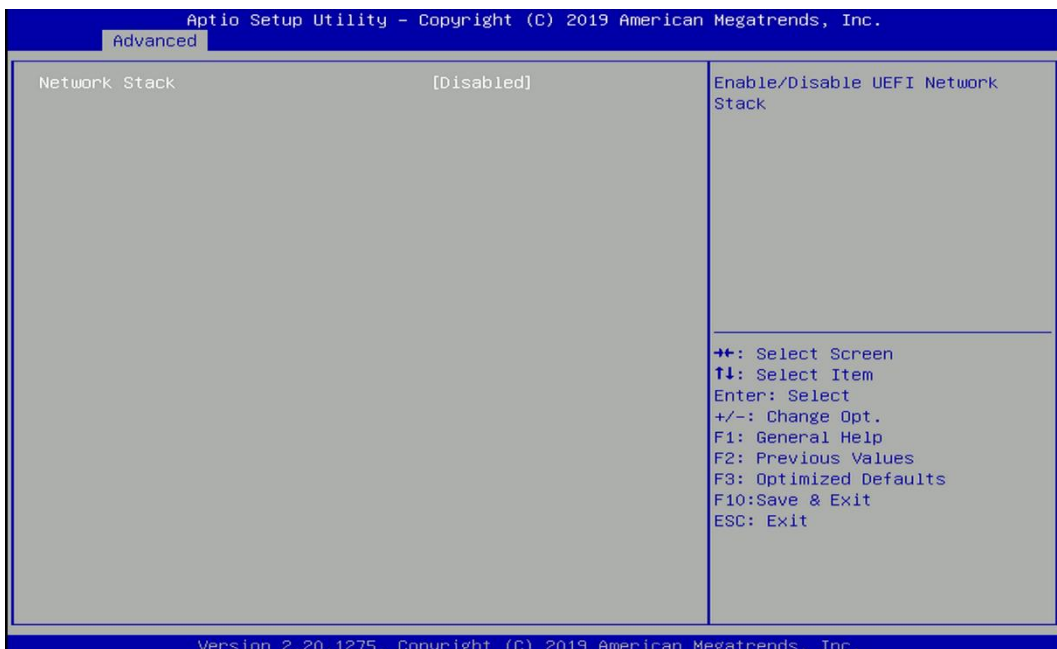 Aptio Setup Utility – Copyright (C) 2019 American Megatrends, Inc.
Advanced
Network Stack [Disabled]
Enable/Disable UEFI Network
Stack
→←: Select Screen
↑↓: Select Item
Enter: Select
+/-: Change Opt.
F1: General Help
F2: Previous Values
F3: Optimized Defaults
F10:Save & Exit
ESC: Exit
Version 2.20.1275. Copyright (C) 2019 American Megatrends, Inc.